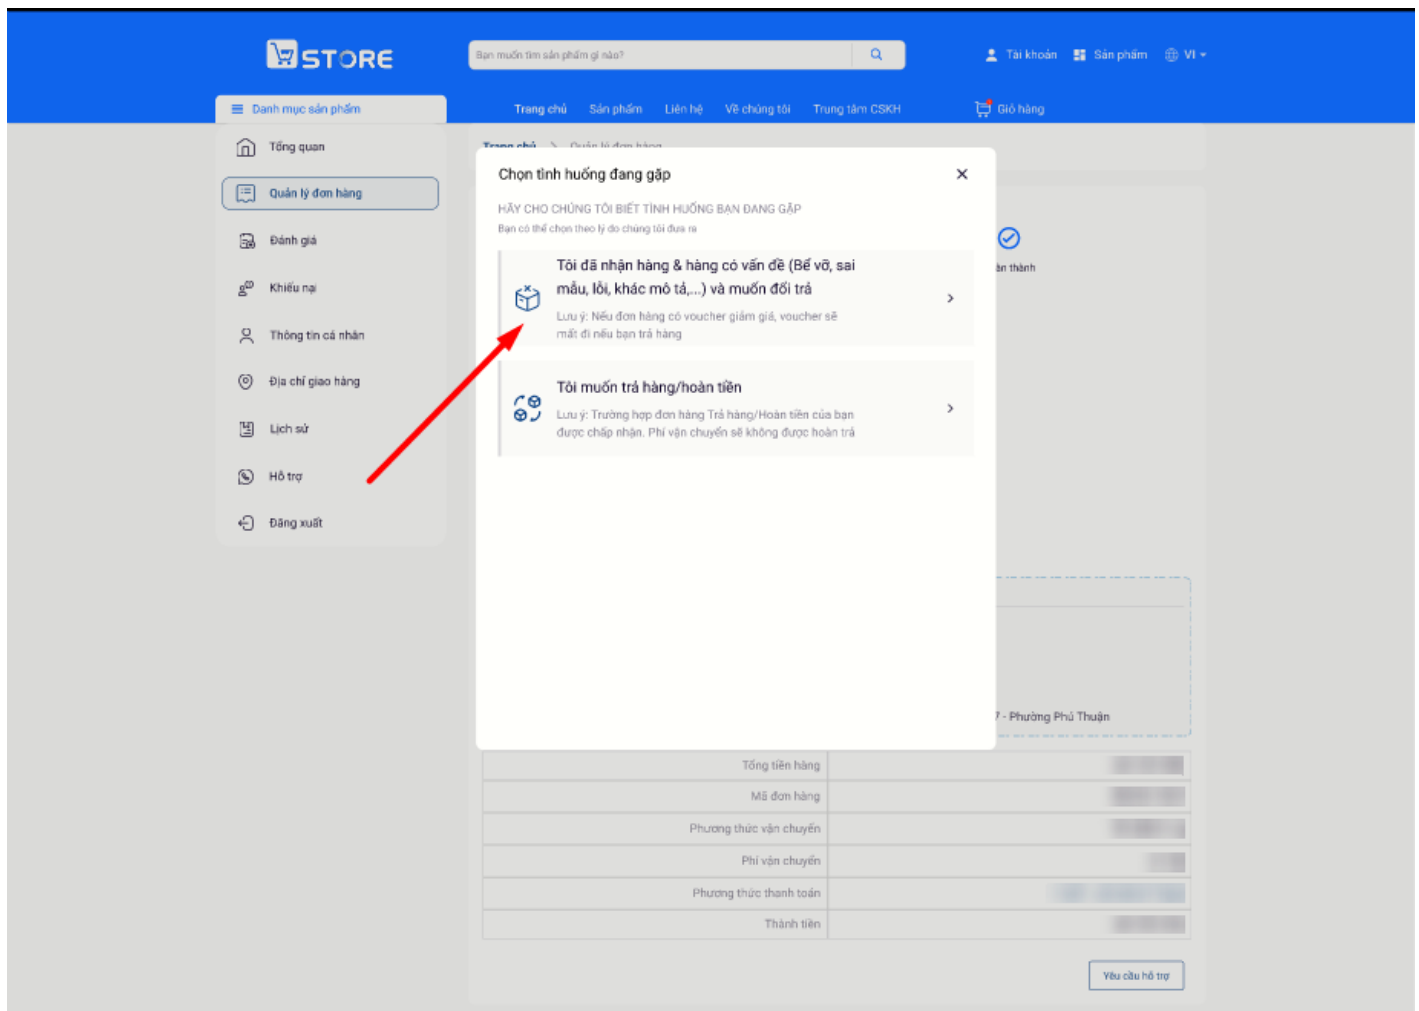 STORE
Bạn muốn tìm sản phẩm gì nào?
Tài khoản
Sản phẩm
VI
Danh mục sản phẩm
Trang chủ
Sản phẩm
Liên hệ
Về chúng tôi
Trung tâm CSKH
Giỏ hàng
Tổng quan
Quản lý đơn hàng
Đánh giá
Khiếu nại
Thông tin cá nhân
Địa chỉ giao hàng
Lịch sử
Hỗ trợ
Đăng xuất
Trang chủ > Quản lý đơn hàng
Chọn tình huống đang gặp
HÃY CHO CHÚNG TÔI BIẾT TÌNH HUỐNG BẠN ĐANG GẶP
Bạn có thể chọn theo lý do chúng tôi đưa ra
Tôi đã nhận hàng & hàng có vấn đề (Bể vỡ, sai
mẫu, lỗi, khác mô tả,...) và muốn đổi trả
Lưu ý: Nếu đơn hàng có voucher giảm giá, voucher sẽ
mất đi nếu bạn trả hàng
Tôi muốn trả hàng/hoàn tiền
Lưu ý: Trường hợp đơn hàng Trả hàng/Hoàn tiền của bạn
được chấp nhận. Phí vận chuyển sẽ không được hoàn trả
àn thành
7 - Phường Phú Thuận
Tổng tiền hàng
Mã đơn hàng
Phương thức vận chuyển
Phí vận chuyển
Phương thức thanh toán
Thành tiền
Yêu cầu hỗ trợ